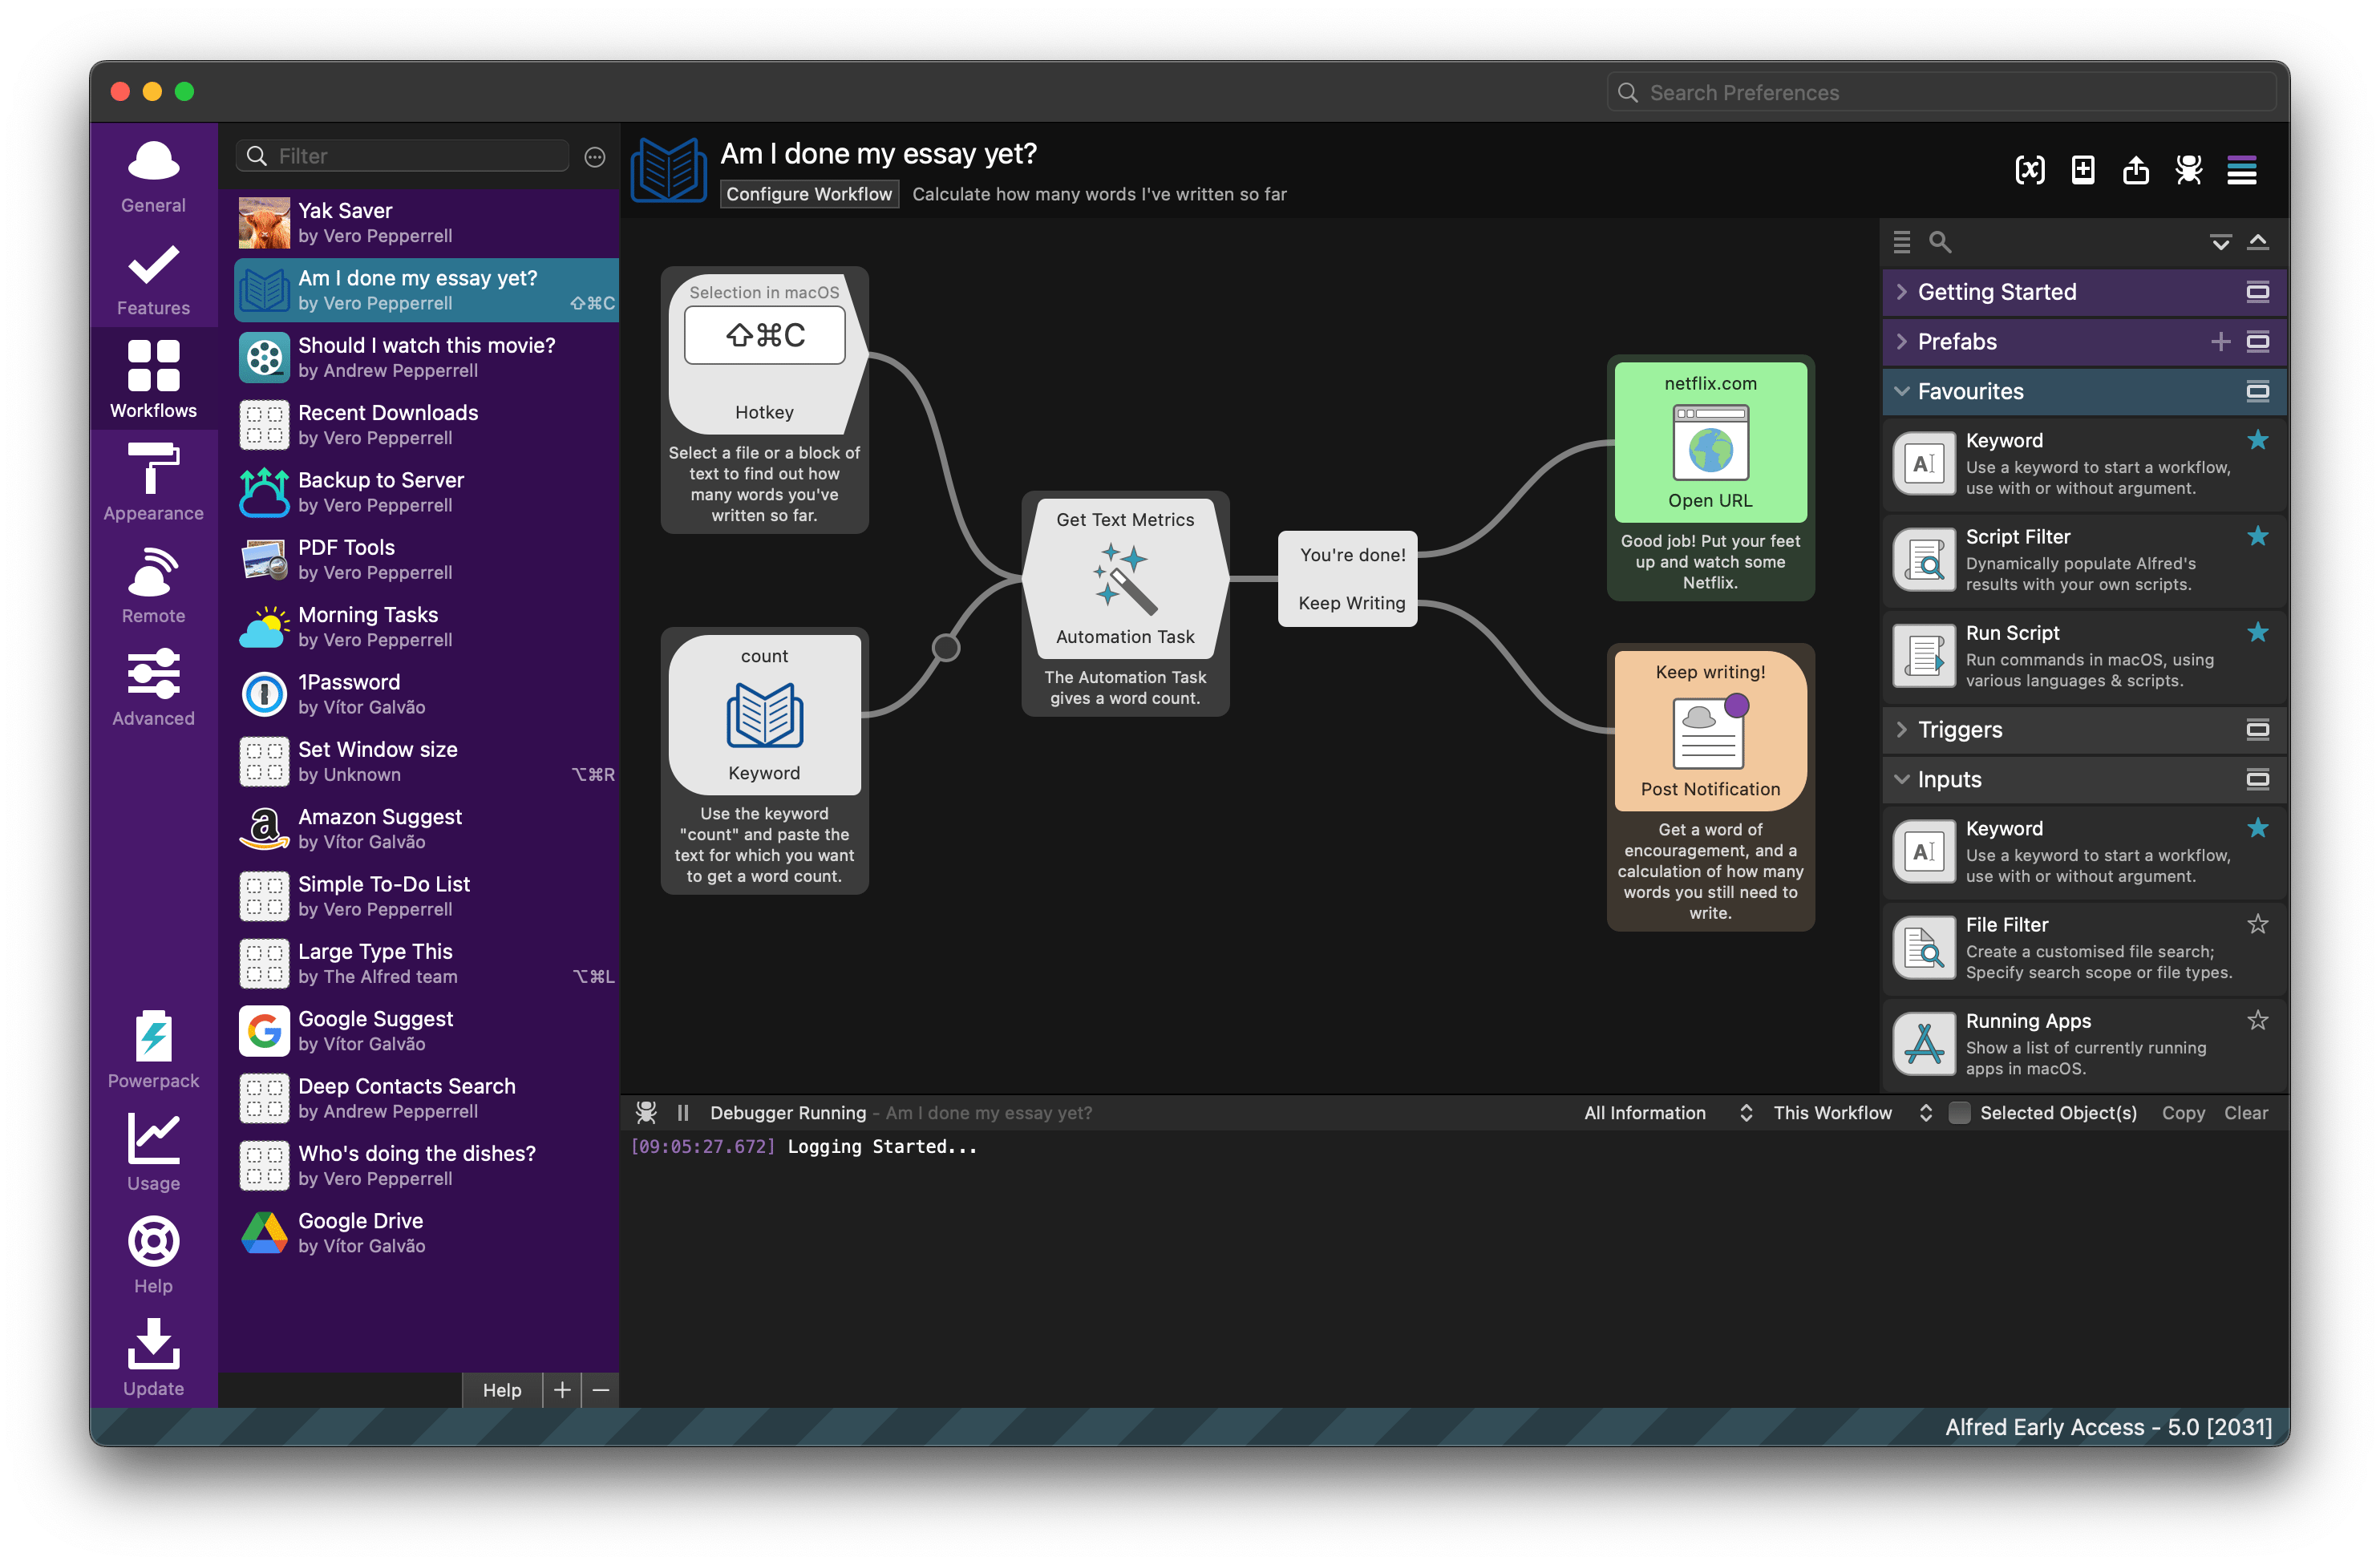 Search Preferences
General
Features
Workflows
Appearance
Remote
Advanced
Powerpack
Usage
Help
Update
Filter
Yak Saver
by Vero Pepperrell
Am I done my essay yet?
by Vero Pepperrell ⇧⌘C
Should I watch this movie?
by Andrew Pepperrell
Recent Downloads
by Vero Pepperrell
Backup to Server
by Vero Pepperrell
PDF Tools
by Vero Pepperrell
Morning Tasks
by Vero Pepperrell
1Password
by Vítor Galvão
Set Window size
by Unknown ⌥⌘R
Amazon Suggest
by Vítor Galvão
Simple To-Do List
by Vero Pepperrell
Large Type This
by The Alfred team ⌥⌘L
Google Suggest
by Vítor Galvão
Deep Contacts Search
by Andrew Pepperrell
Who's doing the dishes?
by Vero Pepperrell
Google Drive
by Vítor Galvão
Help + −
Am I done my essay yet?
Configure Workflow Calculate how many words I've written so far
Selection in macOS
⇧⌘C
Hotkey
Select a file or a block of
text to find out how
many words you've
written so far.
count
Keyword
Use the keyword
"count" and paste the
text for which you want
to get a word count.
Get Text Metrics
Automation Task
The Automation Task
gives a word count.
You're done!
Keep Writing
netflix.com
Open URL
Good job! Put your feet
up and watch some
Netflix.
Keep writing!
Post Notification
Get a word of
encouragement, and a
calculation of how many
words you still need to
write.
Getting Started
Prefabs
Favourites
Keyword
Use a keyword to start a workflow,
use with or without argument.
Script Filter
Dynamically populate Alfred's
results with your own scripts.
Run Script
Run commands in macOS, using
various languages & scripts.
Triggers
Inputs
Keyword
Use a keyword to start a workflow,
use with or without argument.
File Filter
Create a customised file search;
Specify search scope or file types.
Running Apps
Show a list of currently running
apps in macOS.
Debugger Running - Am I done my essay yet? All Information This Workflow Selected Object(s) Copy Clear
[09:05:27.672] Logging Started...
Alfred Early Access - 5.0 [2031]